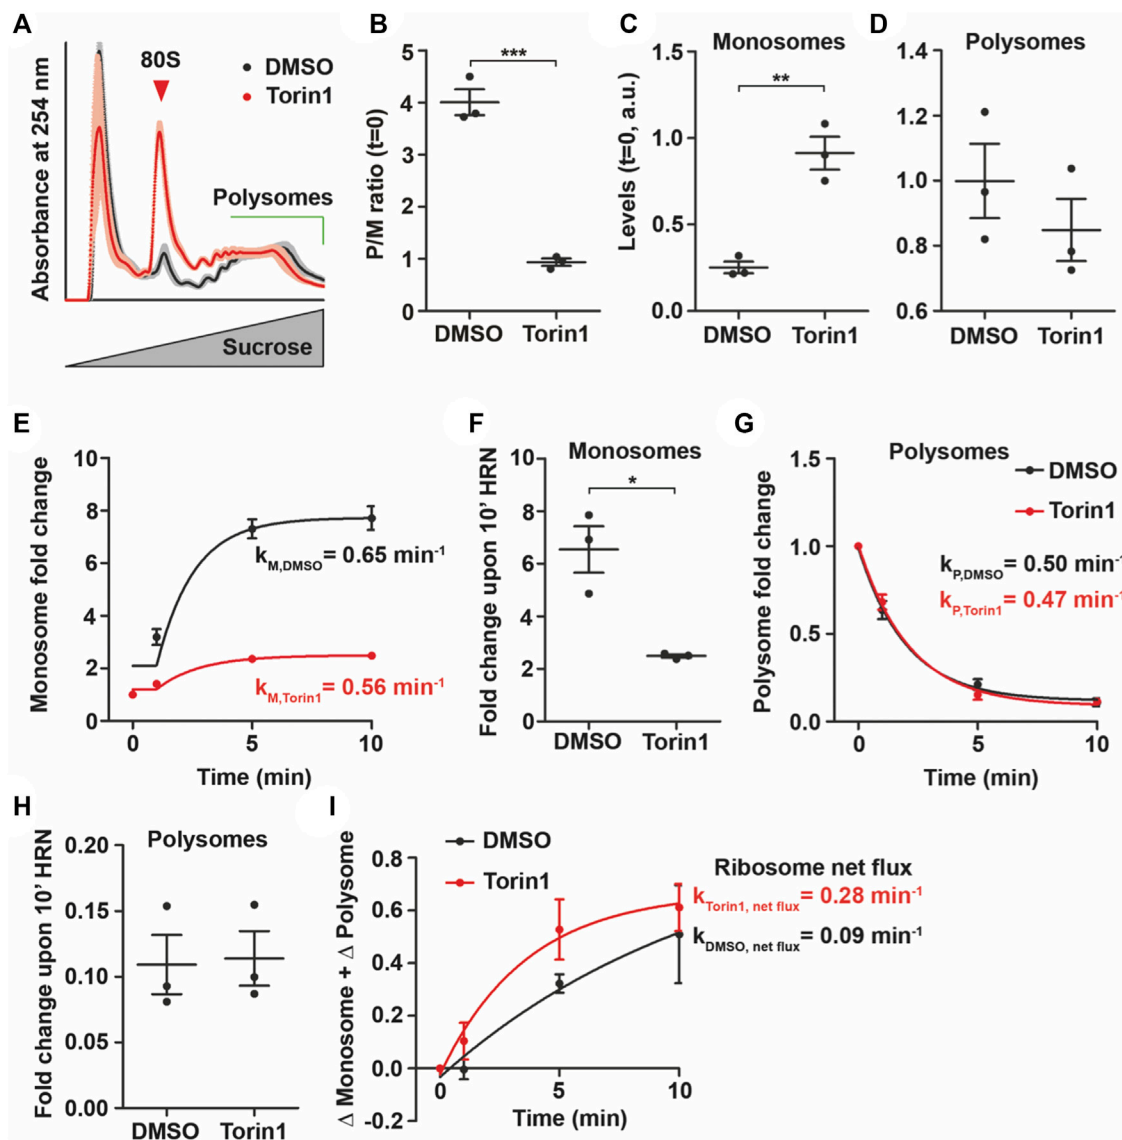 A
Absorbance at 254 nm
80S
DMSO
Torin1
Polysomes
Sucrose
B
P/M ratio (t=0)
5
4
3
2
1
0
***
DMSO Torin1
C
Monosomes
Levels (t=0, a.u.)
1.5
1.0
0.5
0.0
**
DMSO Torin1
D
Polysomes
1.4
1.2
1.0
0.8
0.6
DMSO Torin1
E
Monosome fold change
10
8
6
4
2
0
k_M,DMSO = 0.65 min⁻¹
k_M,Torin1 = 0.56 min⁻¹
0 5 10
Time (min)
F
Monosomes
Fold change upon 10' HRN
10
8
6
4
2
0
*
DMSO Torin1
G
Polysomes
DMSO
Torin1
Polysome fold change
1.5
1.0
0.5
0.0
k_P,DMSO = 0.50 min⁻¹
k_P,Torin1 = 0.47 min⁻¹
0 5 10
Time (min)
H
Polysomes
Fold change upon 10' HRN
0.20
0.15
0.10
0.05
0.00
DMSO Torin1
I
DMSO
Torin1
Δ Monosome + Δ Polysome
0.8
0.6
0.4
0.2
0.0
-0.2
Ribosome net flux
k_Torin1, net flux = 0.28 min⁻¹
k_DMSO, net flux = 0.09 min⁻¹
0 5 10
Time (min)